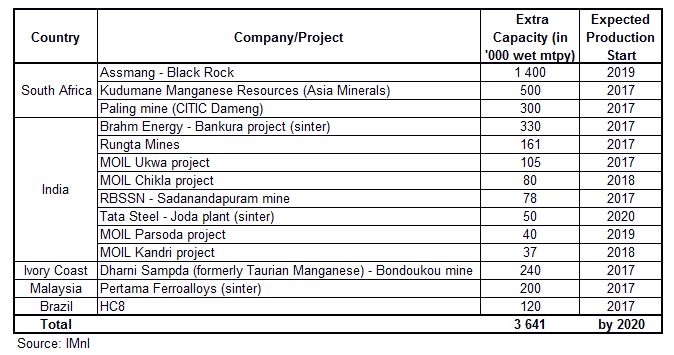 Country Company/Project Extra Capacity (in '000 wet mtpy) Expected Production Start
South Africa Assmang - Black Rock 1 400 2019
Kudumane Manganese Resources (Asia Minerals) 500 2017
Paling mine (CITIC Dameng) 300 2017
India Brahm Energy - Bankura project (sinter) 330 2017
Rungta Mines 161 2017
MOIL Ukwa project 105 2017
MOIL Chikla project 80 2018
RBSSN - Sadanandapuram mine 78 2017
Tata Steel - Joda plant (sinter) 50 2020
MOIL Parsoda project 40 2019
MOIL Kandri project 37 2018
Ivory Coast Dharni Sampda (formerly Taurian Manganese) - Bondoukou mine 240 2017
Malaysia Pertama Ferroalloys (sinter) 200 2017
Brazil HC8 120 2017
Total 3 641 by 2020
Source: IMnI